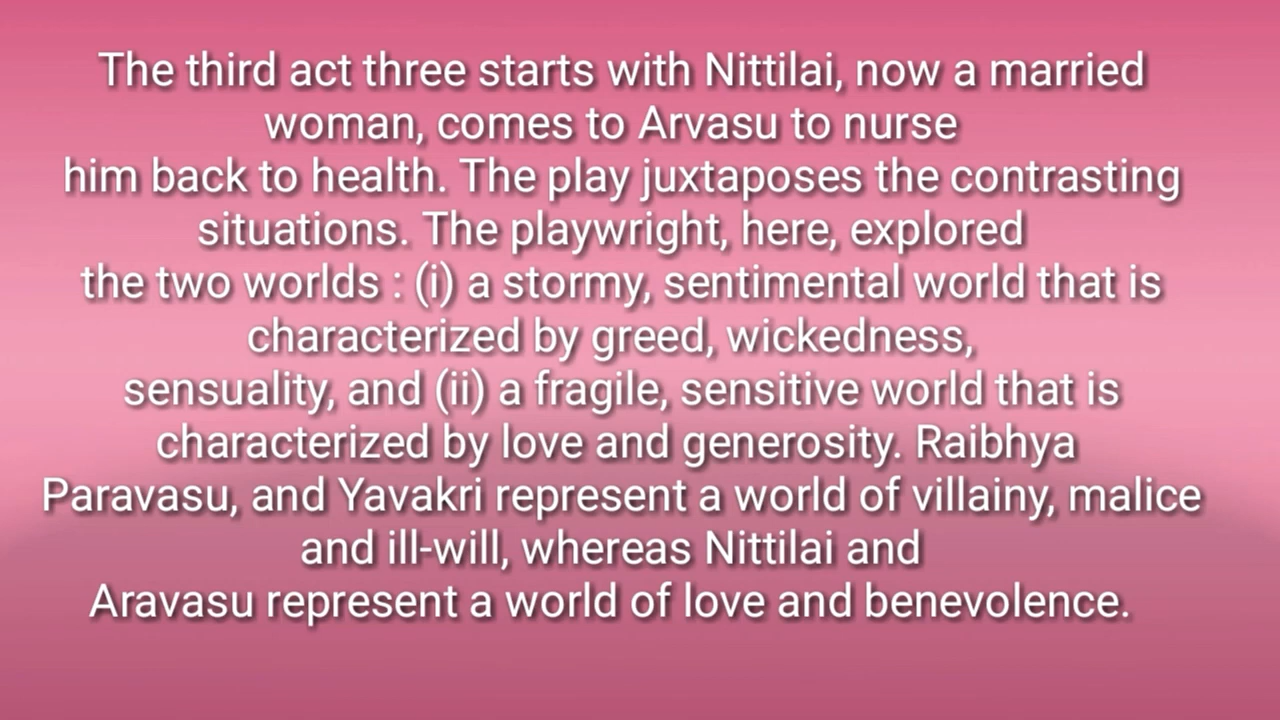 The third act three starts with Nittilai, now a married
woman, comes to Arvasu to nurse
him back to health. The play juxtaposes the contrasting
situations. The playwright, here, explored
the two worlds : (i) a stormy, sentimental world that is
characterized by greed, wickedness,
sensuality, and (ii) a fragile, sensitive world that is
characterized by love and generosity. Raibhya
Paravasu, and Yavakri represent a world of villainy, malice
and ill-will, whereas Nittilai and
Aravasu represent a world of love and benevolence.